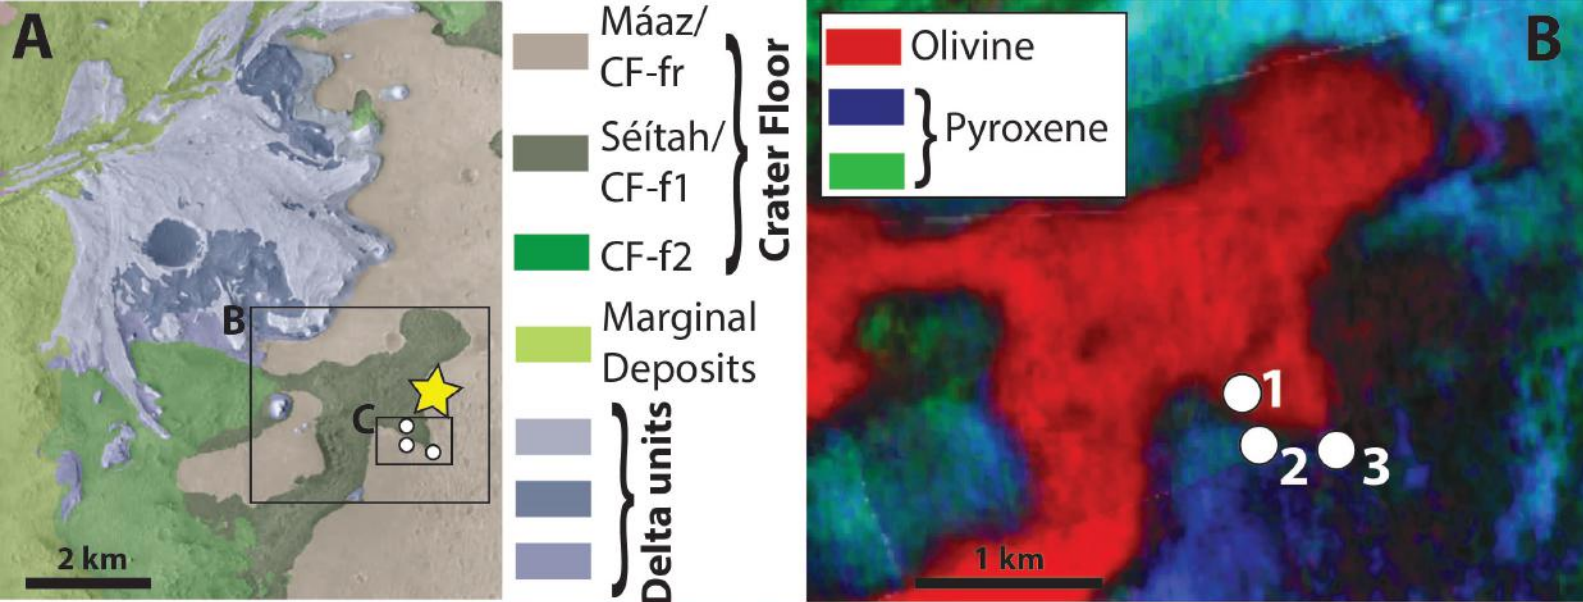 A
B
C
2 km
Máaz/
CF-fr
Séítah/
CF-f1
CF-f2
Crater Floor
Marginal
Deposits
Delta units
B
Olivine
Pyroxene
1
2
3
1 km